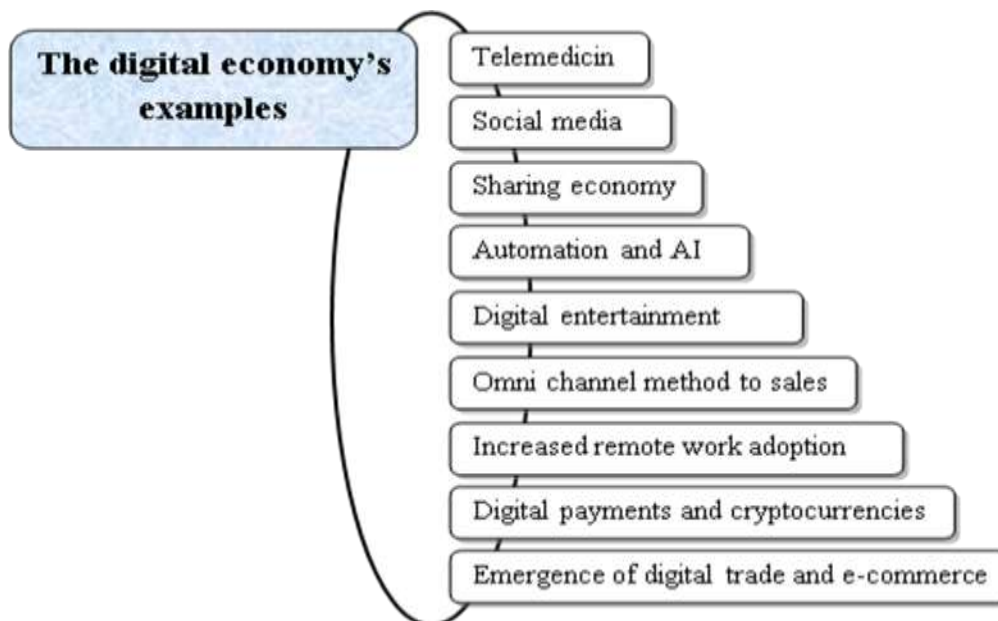 The digital economy’s
examples
Telemedicin
Social media
Sharing economy
Automation and AI
Digital entertainment
Omni channel method to sales
Increased remote work adoption
Digital payments and cryptocurrencies
Emergence of digital trade and e-commerce